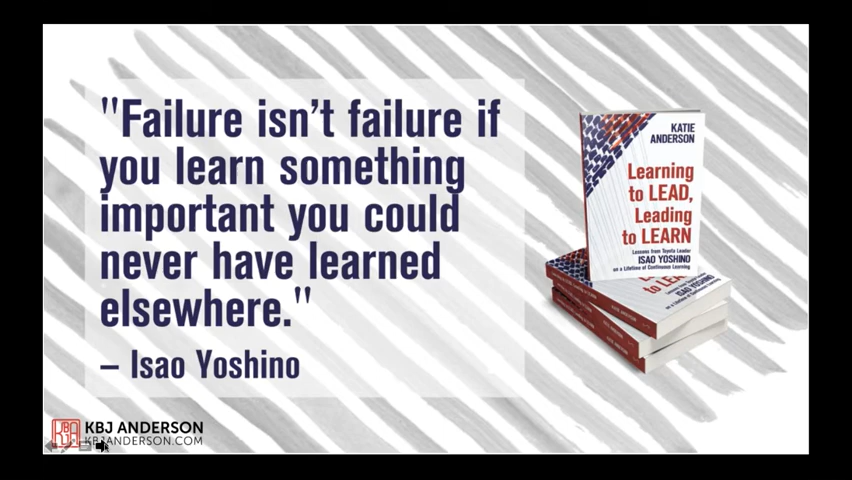 "Failure isn't failure if
you learn something
important you could
never have learned
elsewhere."
– Isao Yoshino
KATIE
ANDERSON
Learning
to LEAD,
Leading
to LEARN
Lessons from Toyota Leader
ISAO YOSHINO
on a Lifetime of Continuous Learning
ISAO YOSHINO
KBJ ANDERSON
KBJANDERSON.COM